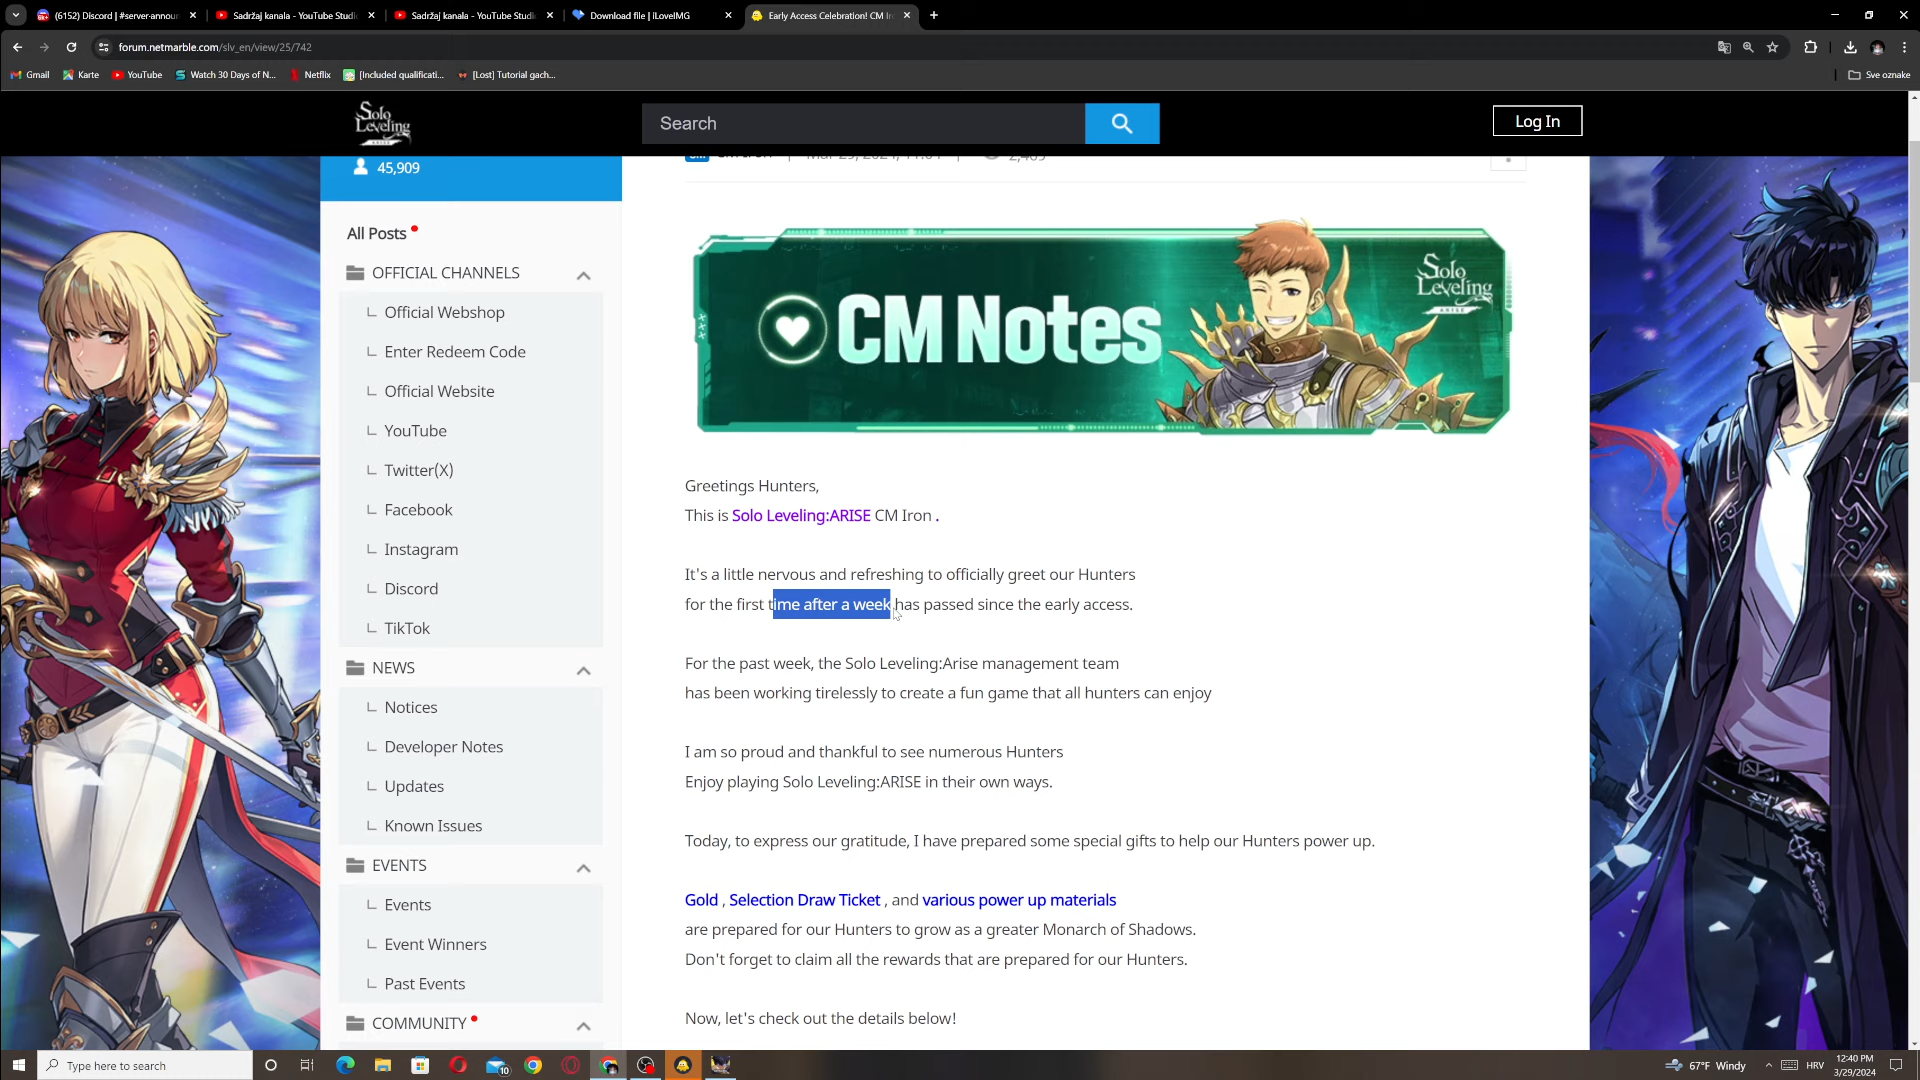 (6152) Discord | #server-announ
Sadržaj kanala - YouTube Studi
Sadržaj kanala - YouTube Studi
Download file | iLoveIMG
Early Access Celebration! CM Ir
forum.netmarble.com/slv_en/view/25/742
Gmail
Karte
YouTube
Watch 30 Days of N...
Netflix
[Included qualificati...
[Lost] Tutorial gach...
Sve oznake
Solo Leveling ARISE
Search
Log In
45,909
All Posts
OFFICIAL CHANNELS
Official Webshop
Enter Redeem Code
Official Website
YouTube
Twitter(X)
Facebook
Instagram
Discord
TikTok
NEWS
Notices
Developer Notes
Updates
Known Issues
EVENTS
Events
Event Winners
Past Events
COMMUNITY
CM Notes
Solo Leveling ARISE
Greetings Hunters,
This is Solo Leveling:ARISE CM Iron .
It's a little nervous and refreshing to officially greet our Hunters
for the first time after a week has passed since the early access.
For the past week, the Solo Leveling:Arise management team
has been working tirelessly to create a fun game that all hunters can enjoy
I am so proud and thankful to see numerous Hunters
Enjoy playing Solo Leveling:ARISE in their own ways.
Today, to express our gratitude, I have prepared some special gifts to help our Hunters power up.
Gold , Selection Draw Ticket , and various power up materials
are prepared for our Hunters to grow as a greater Monarch of Shadows.
Don't forget to claim all the rewards that are prepared for our Hunters.
Now, let's check out the details below!
Type here to search
10
67°F Windy
HRV
12:40 PM
3/29/2024